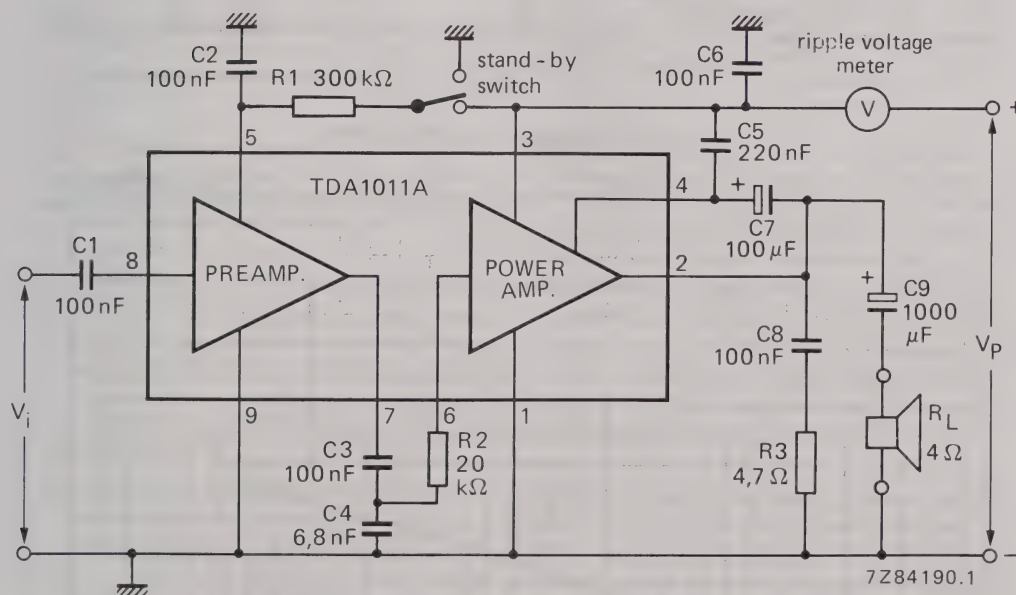 C2
100 nF
R1 300 kΩ
stand-by
switch
C6
100 nF
ripple voltage
meter
V
+
5
3
C5
220 nF
TDA1011A
4
+
C7
100 μF
C1
100 nF
8
PREAMP.
POWER
AMP.
2
+
C9
1000
μF
C8
100 nF
Vi
VP
9
7
6
1
C3
100 nF
R2
20
kΩ
R3
4,7 Ω
RL
4 Ω
C4
6,8 nF
7Z84190.1
−